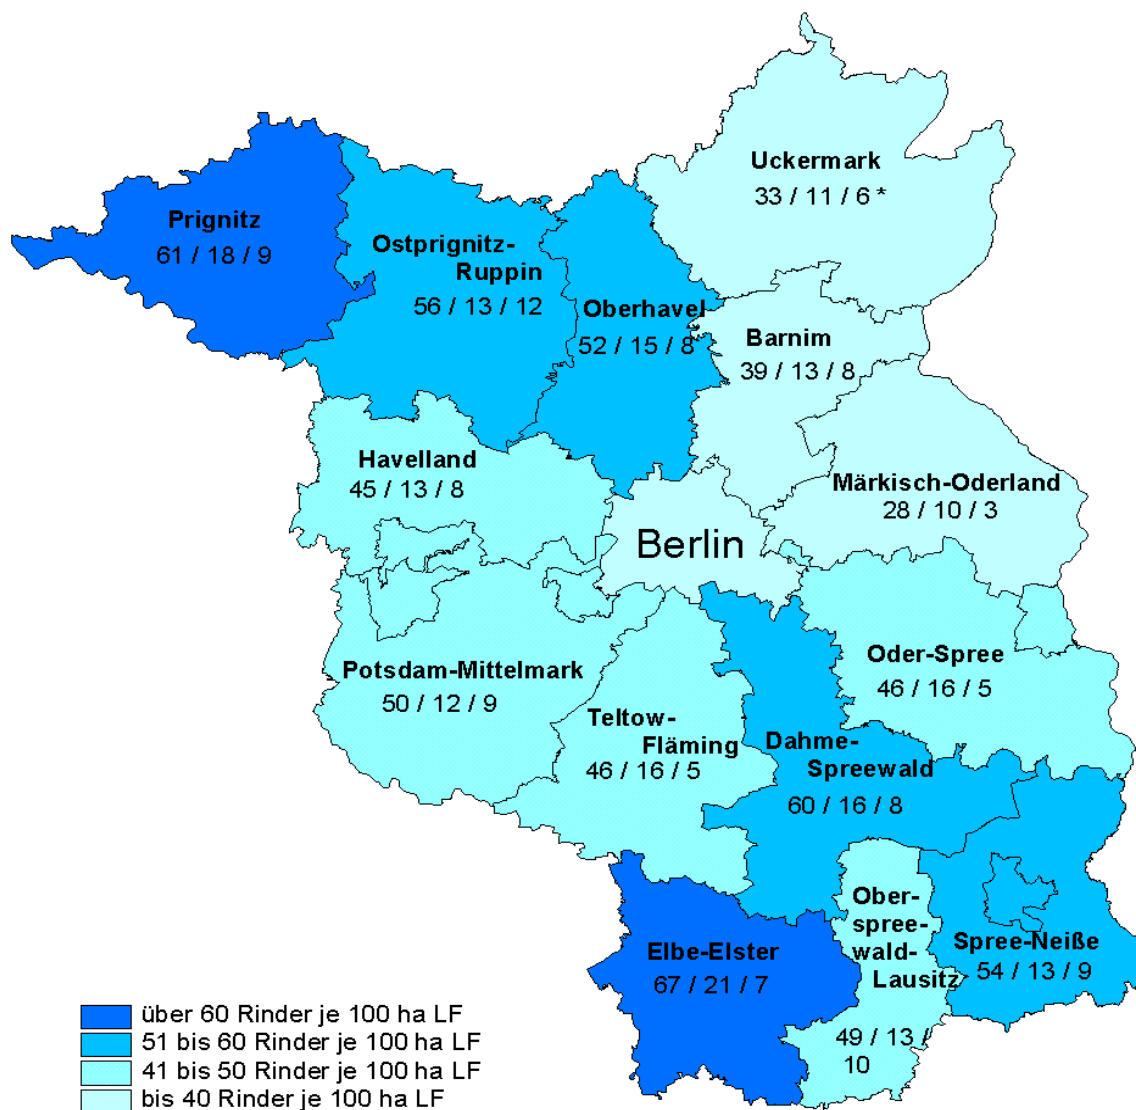 Uckermark
33 / 11 / 6 *
Prignitz
61 / 18 / 9
Ostprignitz-
Ruppin
56 / 13 / 12
Oberhavel
52 / 15 / 8
Barnim
39 / 13 / 8
Havelland
45 / 13 / 8
Märkisch-Oderland
28 / 10 / 3
Berlin
Oder-Spree
46 / 16 / 5
Potsdam-Mittelmark
50 / 12 / 9
Teltow-
Fläming
46 / 16 / 5
Dahme-
Spreewald
60 / 16 / 8
Ober-
spree-
wald-
Lausitz
49 / 13 /
10
Spree-Neiße
54 / 13 / 9
Elbe-Elster
67 / 21 / 7
über 60 Rinder je 100 ha LF
51 bis 60 Rinder je 100 ha LF
41 bis 50 Rinder je 100 ha LF
bis 40 Rinder je 100 ha LF